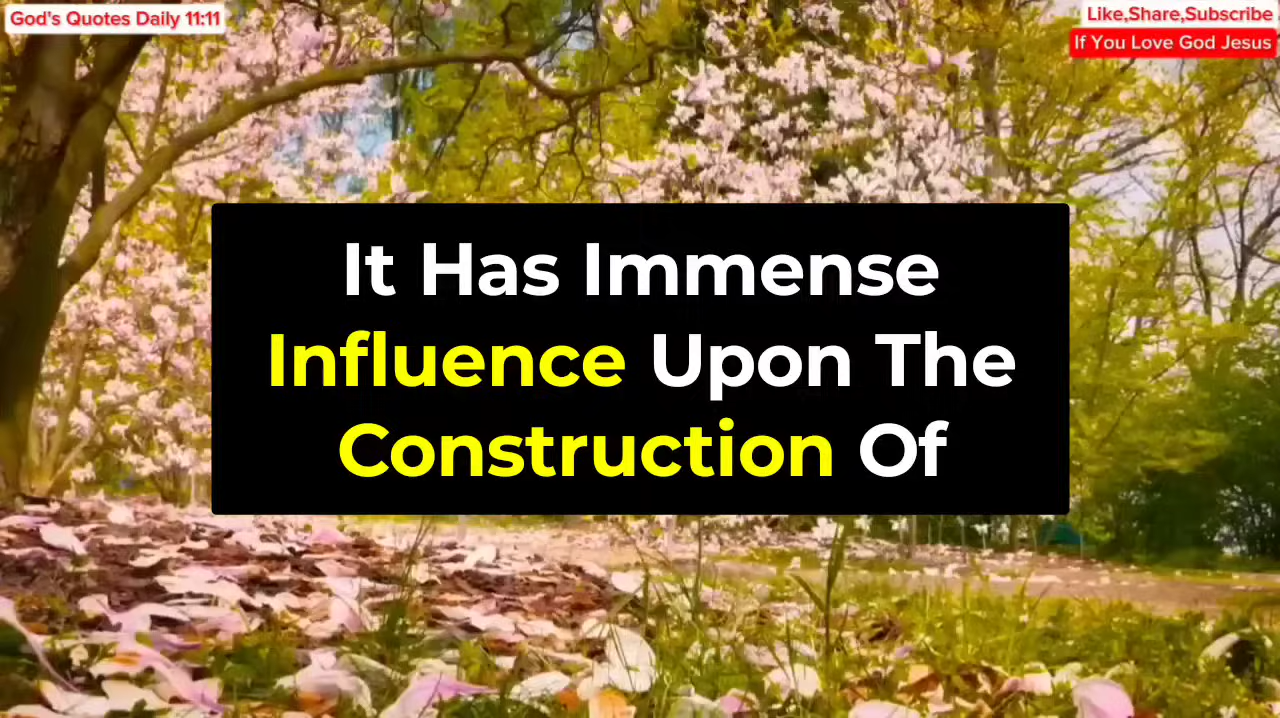 God's Quotes Daily 11:11
Like,Share,Subscribe
If You Love God Jesus
It Has Immense
Influence Upon The
Construction Of